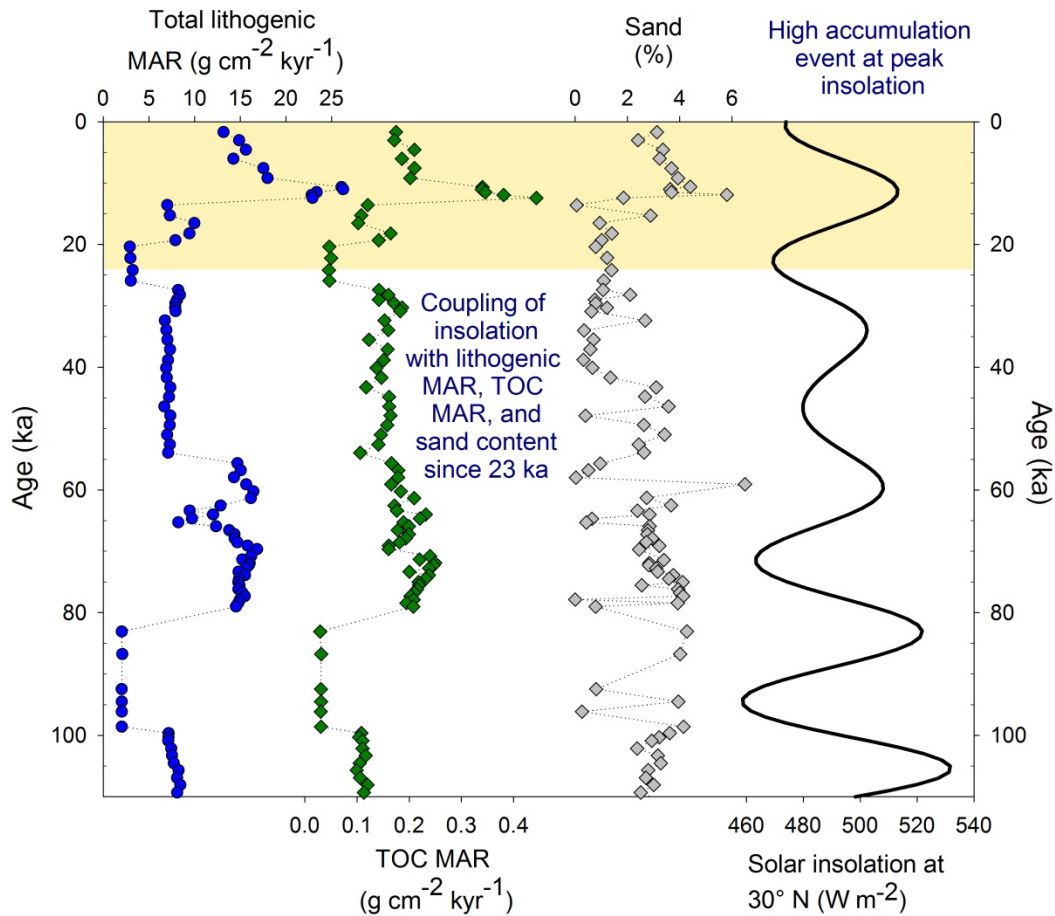 Total lithogenic
MAR (g cm-2 kyr-1)
0 5 10 15 20 25
Sand
(%)
0 2 4 6
High accumulation
event at peak
insolation
Age (ka)
0
20
40
60
80
100
Coupling of
insolation
with lithogenic
MAR, TOC
MAR, and
sand content
since 23 ka
0
20
40
60
80
100
Age (ka)
0.0 0.1 0.2 0.3 0.4
TOC MAR
(g cm-2 kyr-1)
460 480 500 520 540
Solar insolation at
30° N (W m-2)